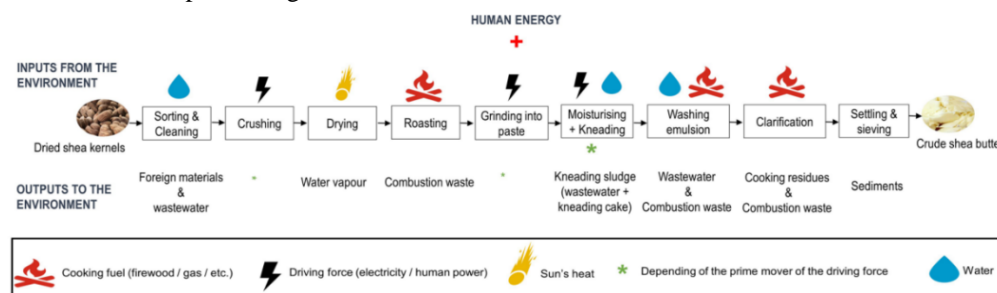 HUMAN ENERGY
INPUTS FROM THE
ENVIRONMENT
Sorting &
Cleaning
Crushing
Drying
Roasting
Grinding into
paste
Moisturising
+ Kneading
Washing
emulsion
Clarification
Settling &
sieving
Dried shea kernels
Crude shea butte
OUTPUTS TO THE
ENVIRONMENT
Foreign materials
&
wastewater
*
Water vapour
Combustion waste
*
*
Kneading sludge
(wastewater +
kneading cake)
Wastewater
&
Combustion waste
Cooking residues
&
Combustion waste
Sediments
Cooking fuel (firewood / gas / etc.)
Driving force (electricity / human power)
Sun's heat
* Depending of the prime mover of the driving force
Water